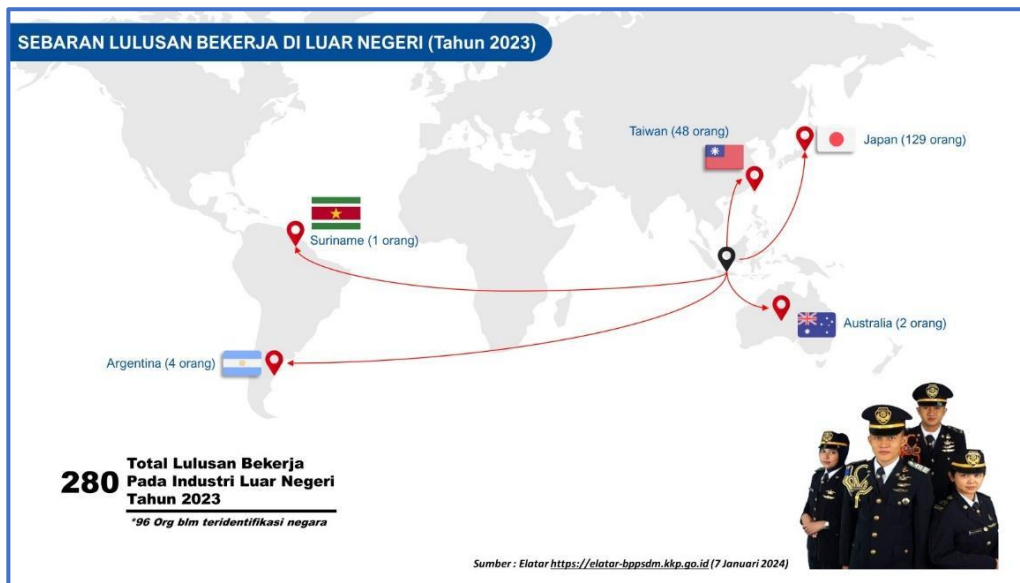 SEBARAN LULUSAN BEKERJA DI LUAR NEGERI (Tahun 2023)
Taiwan (48 orang)
Japan (129 orang)
Suriname (1 orang)
Australia (2 orang)
Argentina (4 orang)
280
Total Lulusan Bekerja
Pada Industri Luar Negeri
Tahun 2023
*96 Org blm teridentifikasi negara
Sumber : Elatar https://elatar-bppsdm.kkp.go.id (7 Januari 2024)